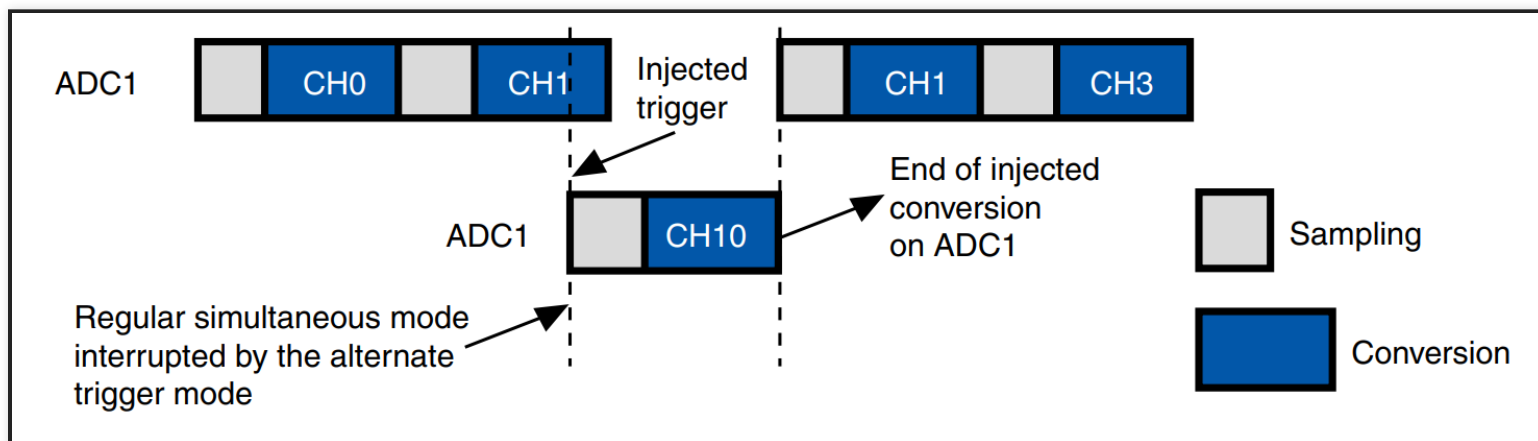 ADC1
CH0
CH1
Injected
trigger
CH1
CH3
ADC1
CH10
End of injected
conversion
on ADC1
Sampling
Regular simultaneous mode
interrupted by the alternate
trigger mode
Conversion